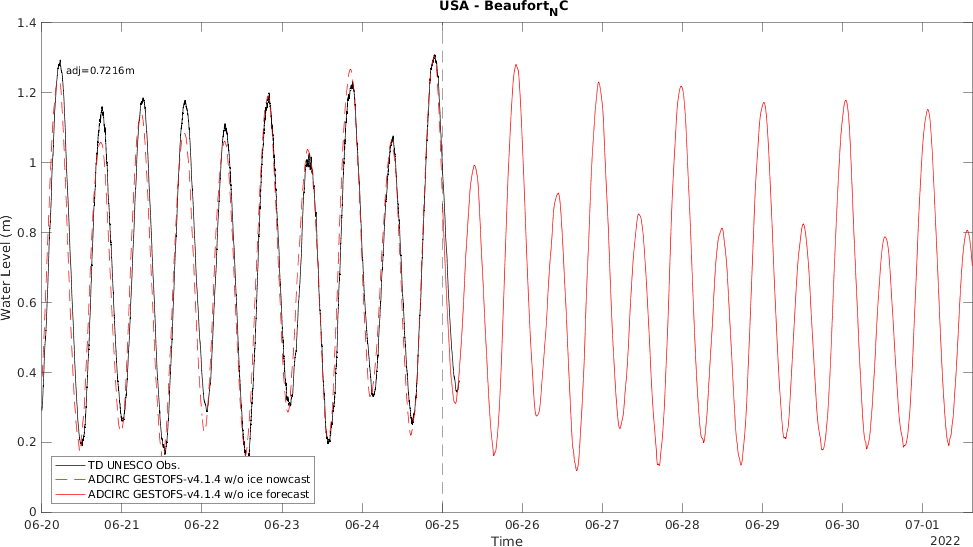 USA - Beaufort_NC
adj=0.7216m
1.4
1.2
1
0.8
0.6
0.4
0.2
0
Water Level (m)
TD UNESCO Obs.
ADCIRC GESTOFS-v4.1.4 w/o ice nowcast
ADCIRC GESTOFS-v4.1.4 w/o ice forecast
06-20 06-21 06-22 06-23 06-24 06-25 06-26 06-27 06-28 06-29 06-30 07-01
Time
2022